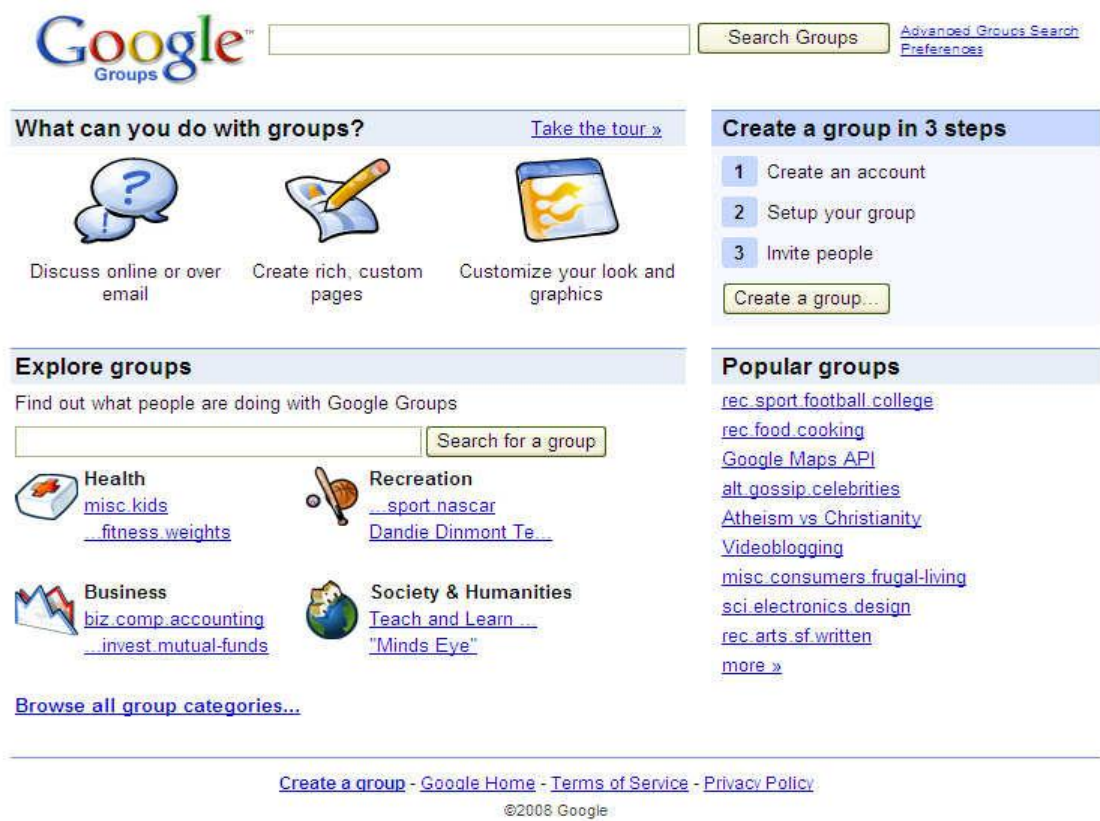 Google™
Groups
Search Groups
Advanced Groups Search
Preferences
What can you do with groups?
Take the tour »
Discuss online or over
email
Create rich, custom
pages
Customize your look and
graphics
Create a group in 3 steps
1 Create an account
2 Setup your group
3 Invite people
Create a group...
Explore groups
Find out what people are doing with Google Groups
Search for a group
Health
misc.kids
...fitness.weights
Recreation
...sport.nascar
Dandie Dinmont Te...
Business
biz.comp.accounting
...invest.mutual-funds
Society & Humanities
Teach and Learn ...
"Minds Eye"
Browse all group categories...
Popular groups
rec.sport.football.college
rec.food.cooking
Google Maps API
alt.gossip.celebrities
Atheism vs Christianity
Videoblogging
misc.consumers.frugal-living
sci.electronics.design
rec.arts.sf.written
more »
Create a group - Google Home - Terms of Service - Privacy Policy
©2008 Google